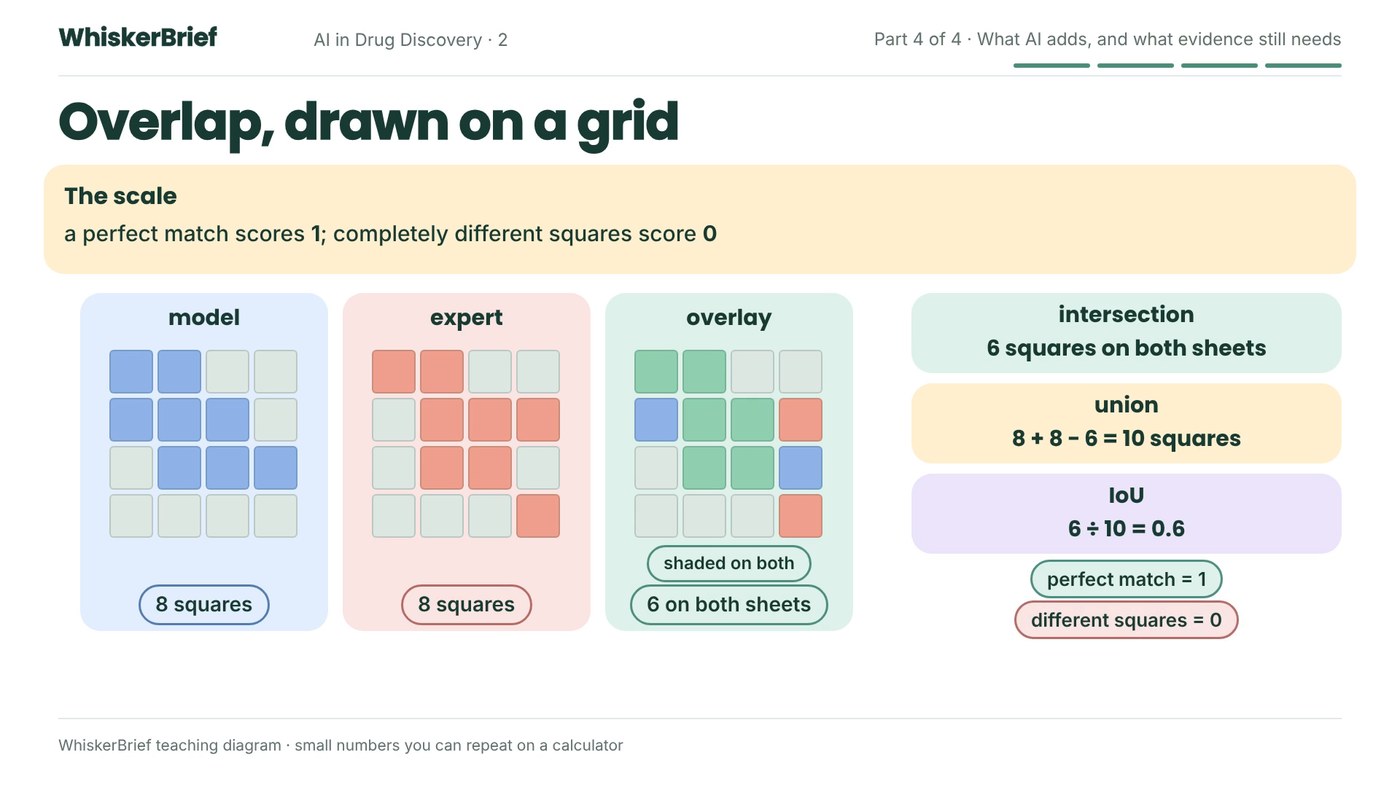 WhiskerBrief
AI in Drug Discovery · 2
Part 4 of 4 · What AI adds, and what evidence still needs
Overlap, drawn on a grid
The scale
a perfect match scores 1; completely different squares score 0
model
8 squares
expert
8 squares
overlay
shaded on both
6 on both sheets
intersection
6 squares on both sheets
union
8 + 8 − 6 = 10 squares
IoU
6 ÷ 10 = 0.6
perfect match = 1
different squares = 0
WhiskerBrief teaching diagram · small numbers you can repeat on a calculator